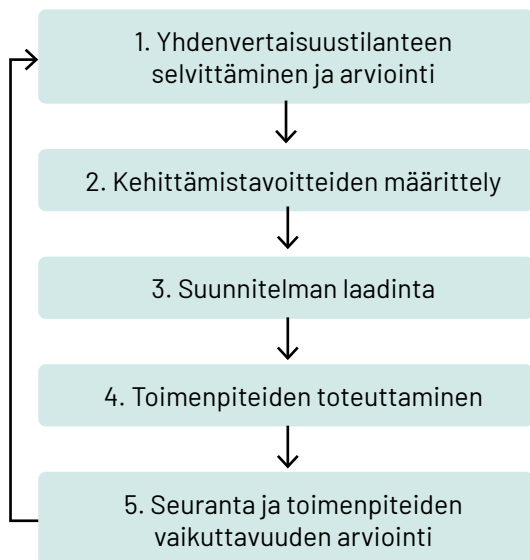 1. Yhdenvertaisuustilanteen
selvittäminen ja arviointi
2. Kehittämistavoitteiden määrittely
3. Suunnitelman laadinta
4. Toimenpiteiden toteuttaminen
5. Seuranta ja toimenpiteiden
vaikuttavuuden arviointi